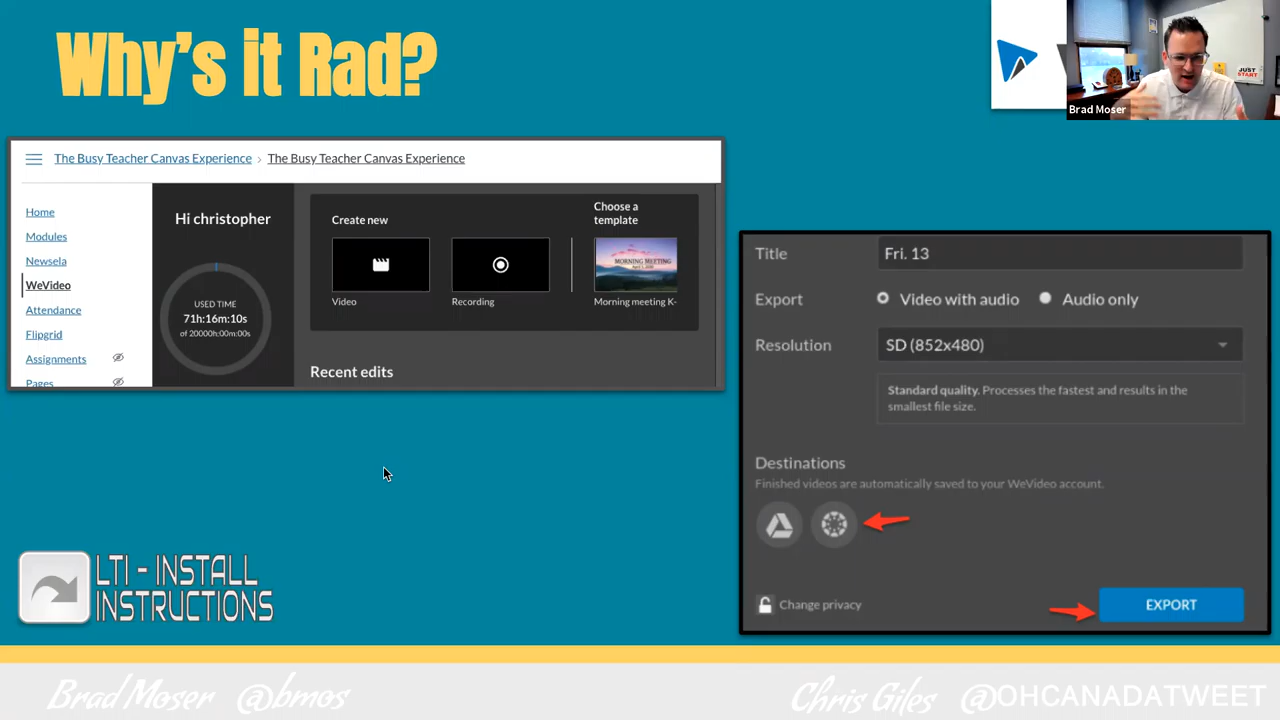 Why's it Rad?
JUST
START
Brad Moser
The Busy Teacher Canvas Experience › The Busy Teacher Canvas Experience
Home
Modules
Newsela
WeVideo
Attendance
Flipgrid
Assignments
Pages
Hi christopher
USED TIME
71h:16m:10s
of 20000h:00m:00s
Create new
Video
Recording
Choose a
template
MORNING MEETING
Morning meeting K-
Recent edits
Title
Fri. 13
Export
Video with audio
Audio only
Resolution
SD (852x480)
Standard quality. Processes the fastest and results in the
smallest file size.
Destinations
Finished videos are automatically saved to your WeVideo account.
Change privacy
EXPORT
LTI - INSTALL
INSTRUCTIONS
Brad Moser @bmos
Chris Giles @OHCANADATWEET